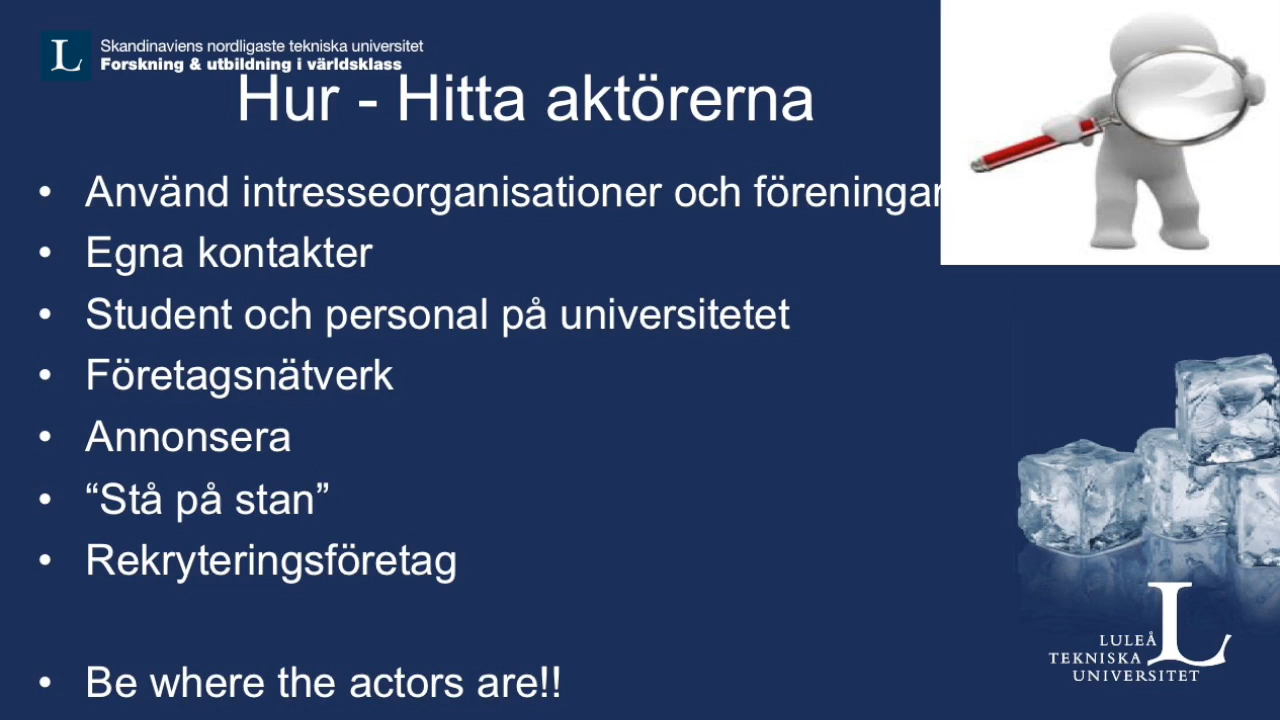 Skandinaviens nordligaste tekniska universitet
Forskning & utbildning i världsklass
Hur - Hitta aktörerna
• Använd intresseorganisationer och föreningar
• Egna kontakter
• Student och personal på universitetet
• Företagsnätverk
• Annonsera
• “Stå på stan”
• Rekryteringsföretag
• Be where the actors are!!
L
LULEÅ
TEKNISKA
UNIVERSITET